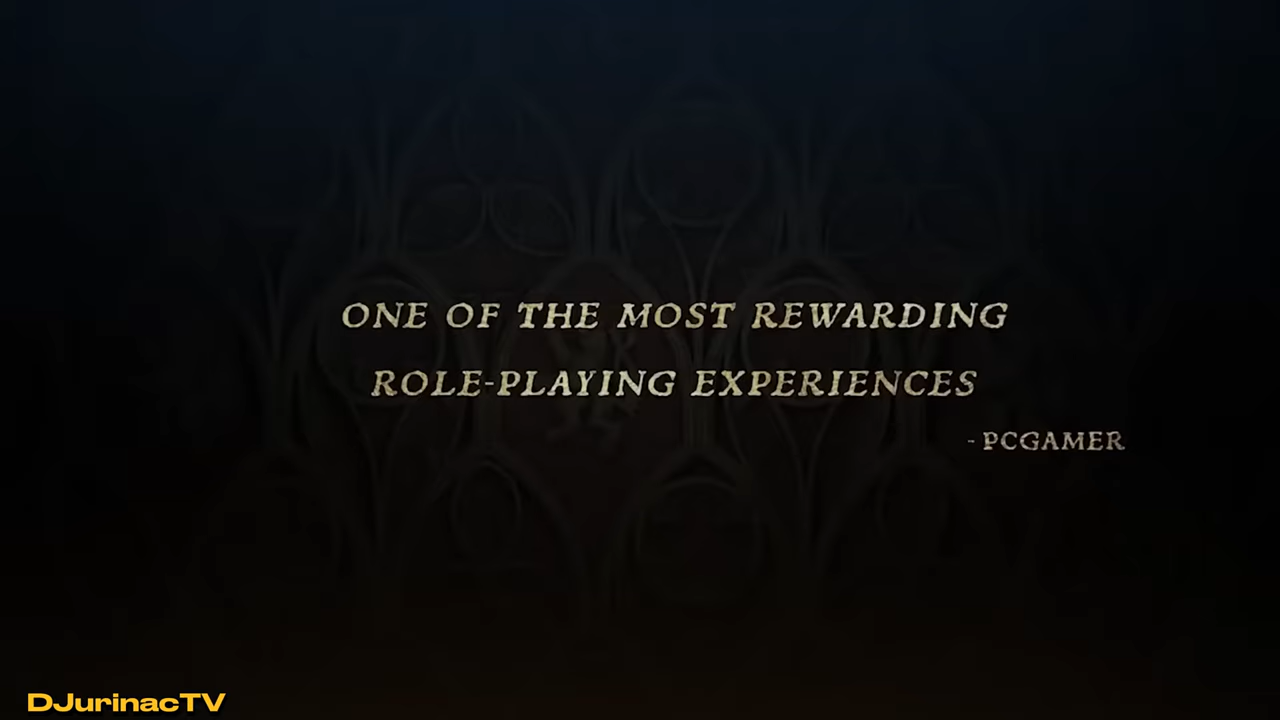 ONE OF THE MOST REWARDING
ROLE-PLAYING EXPERIENCES
- PCGAMER
DJurinacTV